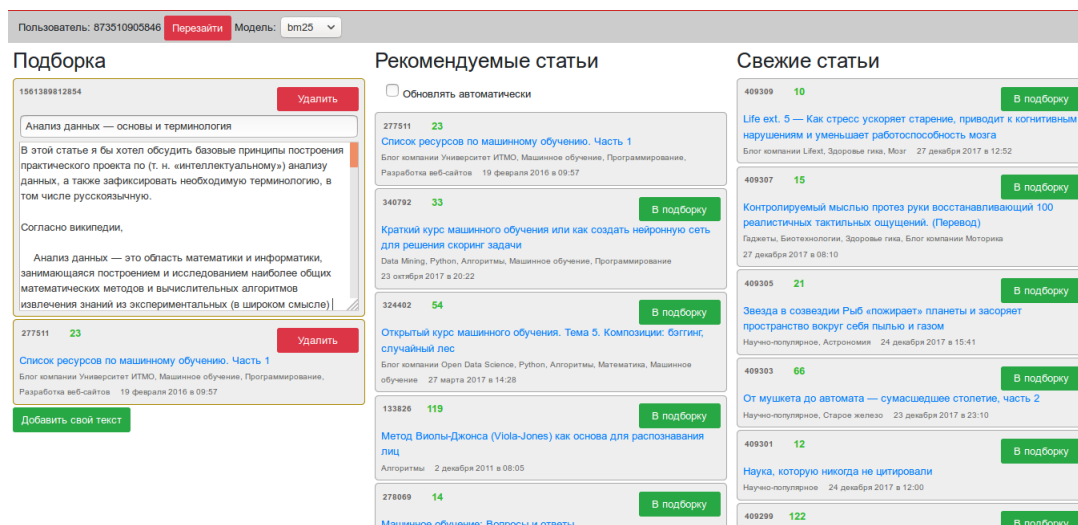 Пользователь: 873510905846 Перезайти Модель: bm25
Подборка
1561389812854
Удалить
Анализ данных — основы и терминология
В этой статье я бы хотел обсудить базовые принципы построения
практического проекта по (т. н. «интеллектуальному») анализу
данных, а также зафиксировать необходимую терминологию, в
том числе русскоязычную.
Согласно википедии,
Анализ данных — это область математики и информатики,
занимающаяся построением и исследованием наиболее общих
математических методов и вычислительных алгоритмов
извлечения знаний из экспериментальных (в широком смысле)
277511 23
Удалить
Список ресурсов по машинному обучению. Часть 1
Блог компании Университет ИТМО, Машинное обучение, Программирование,
Разработка веб-сайтов 19 февраля 2016 в 09:57
Добавить свой текст
Рекомендуемые статьи
Обновлять автоматически
277511 23
Список ресурсов по машинному обучению. Часть 1
Блог компании Университет ИТМО, Машинное обучение, Программирование,
Разработка веб-сайтов 19 февраля 2016 в 09:57
340792 33
В подборку
Краткий курс машинного обучения или как создать нейронную сеть
для решения скоринг задачи
Data Mining, Python, Алгоритмы, Машинное обучение, Программирование
23 октября 2017 в 20:22
324402 54
В подборку
Открытый курс машинного обучения. Тема 5. Композиции: бэггинг,
случайный лес
Блог компании Open Data Science, Python, Алгоритмы, Математика, Машинное
обучение 27 марта 2017 в 14:28
133826 119
В подборку
Метод Виолы-Джонса (Viola-Jones) как основа для распознавания
лиц
Алгоритмы 2 декабря 2011 в 08:05
278069 14
В подборку
Машинное обучение: Вопросы и ответы
Свежие статьи
409309 10
В подборку
Life ext. 5 — Как стресс ускоряет старение, приводит к когнитивным
нарушениям и уменьшает работоспособность мозга
Блог компании Lifext, Здоровье гика, Мозг 27 декабря 2017 в 12:52
409307 15
В подборку
Контролируемый мыслью протез руки восстанавливающий 100
реалистичных тактильных ощущений. (Перевод)
Гаджеты, Биотехнологии, Здоровье гика, Блог компании Моторика
27 декабря 2017 в 08:10
409305 21
В подборку
Звезда в созвездии Рыб «пожирает» планеты и засоряет
пространство вокруг себя пылью и газом
Научно-популярное, Астрономия 24 декабря 2017 в 15:41
409303 66
В подборку
От мушкета до автомата — сумасшедшее столетие, часть 2
Научно-популярное, Старое железо 23 декабря 2017 в 23:10
409301 12
В подборку
Наука, которую никогда не цитировали
Научно-популярное 24 декабря 2017 в 12:00
409299 122
В подборку